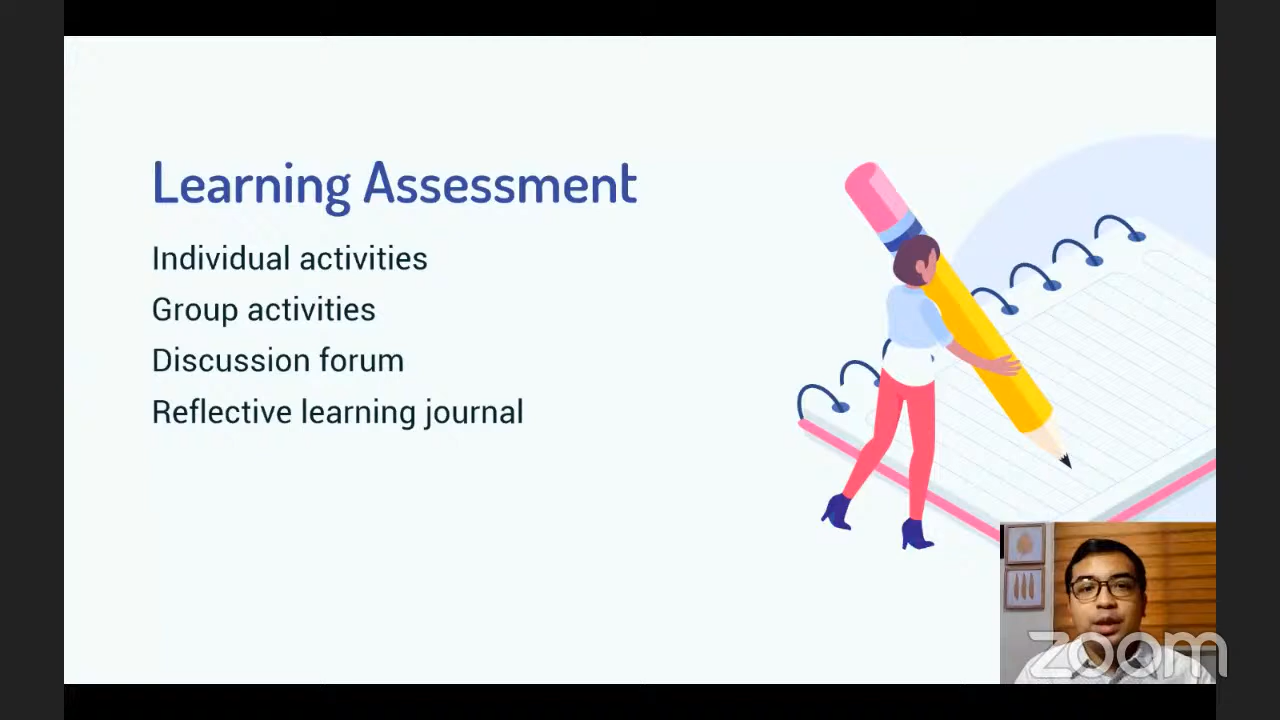 Learning Assessment
Individual activities
Group activities
Discussion forum
Reflective learning journal
zoom